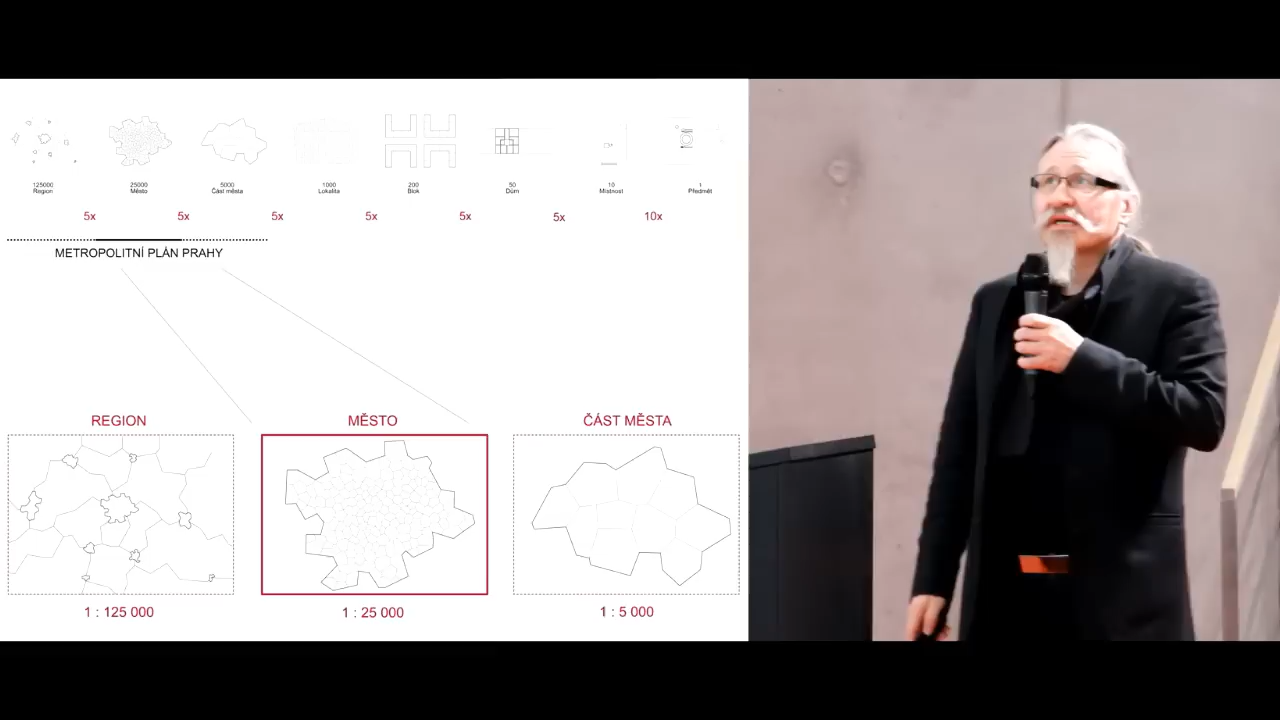 125000 25000 5000 1000 200 50 10 1
Region Město Část města Lokalita Blok Dům Místnost Předmět
5x 5x 5x 5x 5x 5x 10x
METROPOLITNÍ PLÁN PRAHY
REGION MĚSTO ČÁST MĚSTA
1 : 125 000 1 : 25 000 1 : 5 000